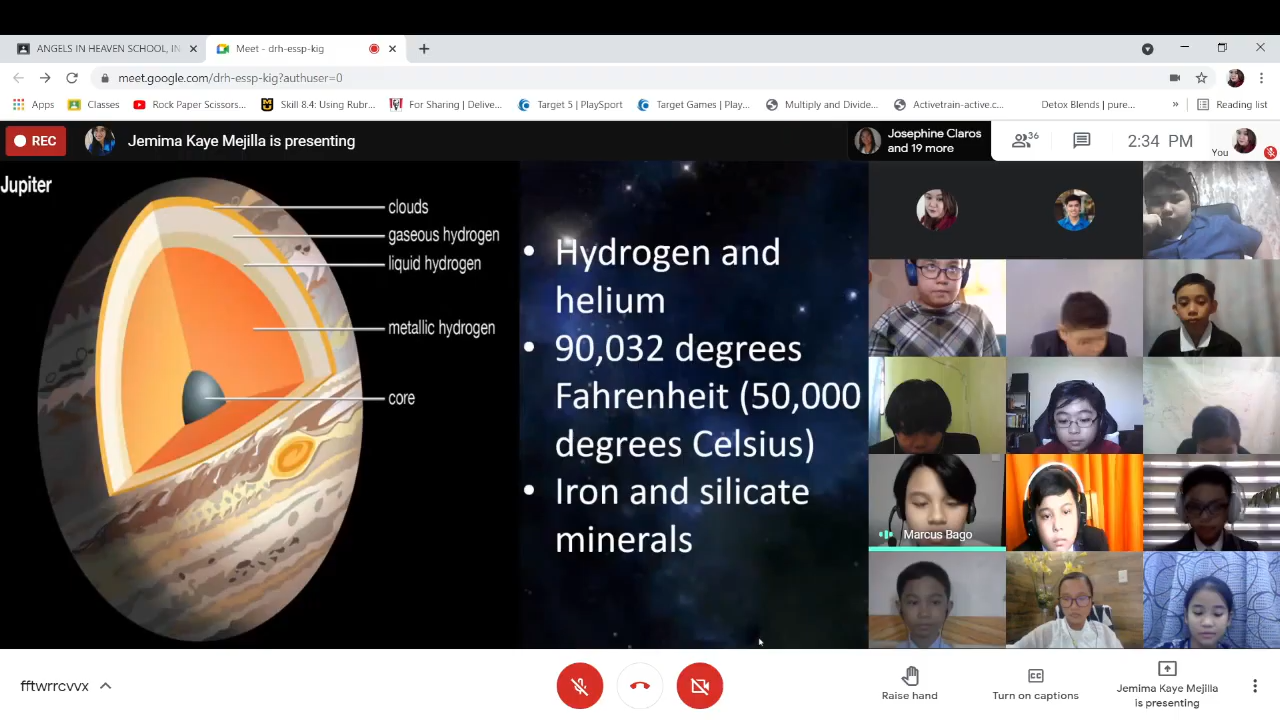 ANGELS IN HEAVEN SCHOOL, IN
Meet - drh-essp-kig
meet.google.com/drh-essp-kig?authuser=0
Apps
Classes
Rock Paper Scissors...
Skill 8.4: Using Rubr...
For Sharing | Delive...
Target 5 | PlaySport
Target Games | Play...
Multiply and Divide...
Activetrain-active.c...
Detox Blends | pure...
»
Reading list
REC
Jemima Kaye Mejilla is presenting
Josephine Claros
and 19 more
36
2:34 PM
You
Jupiter
clouds
gaseous hydrogen
liquid hydrogen
metallic hydrogen
core
• Hydrogen and
helium
• 90,032 degrees
Fahrenheit (50,000
degrees Celsius)
• Iron and silicate
minerals
Marcus Bago
fftwrrcvvx
Raise hand
CC
Turn on captions
Jemima Kaye Mejilla
is presenting